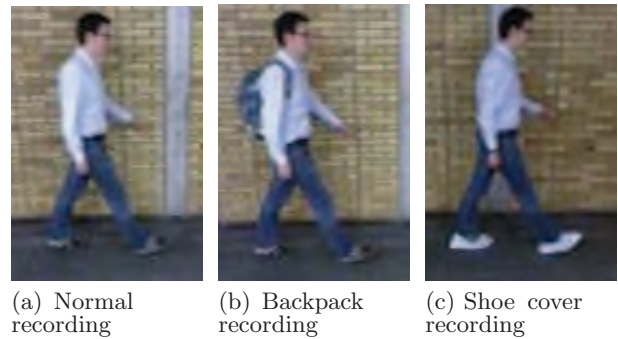 (a) Normal
recording
(b) Backpack
recording
(c) Shoe cover
recording